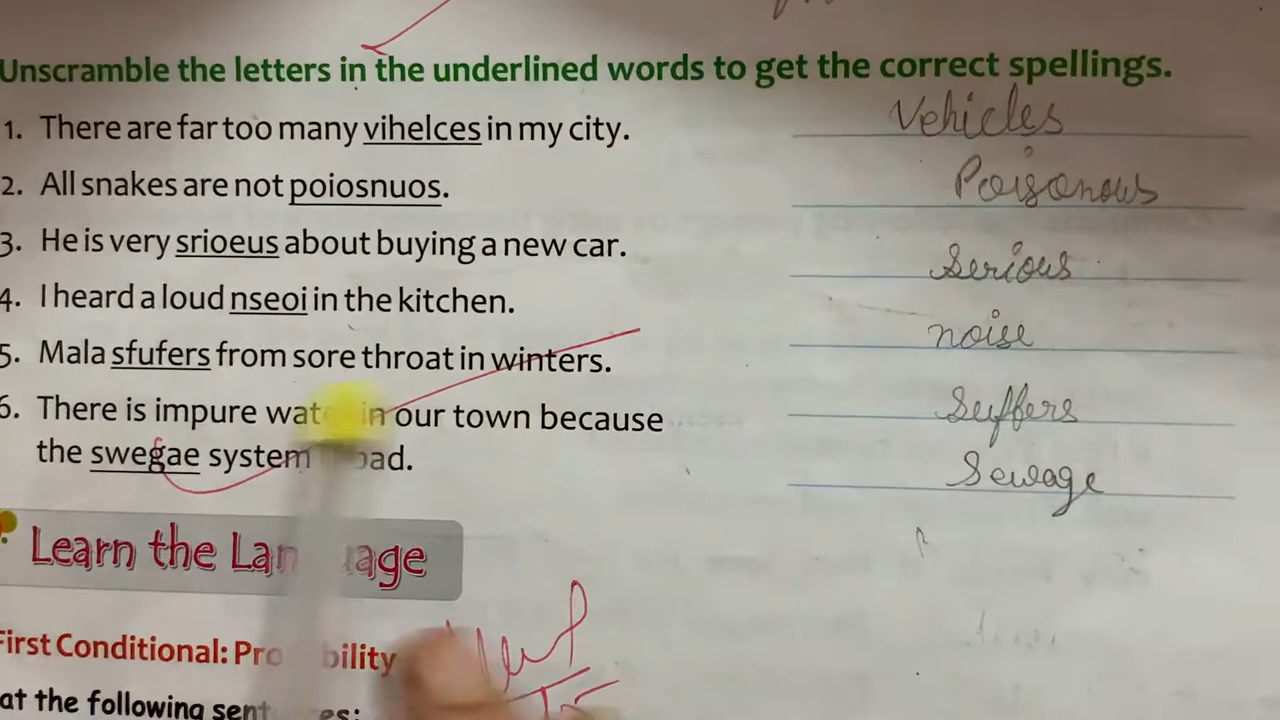 Unscramble the letters in the underlined words to get the correct spellings.
1. There are far too many vihelces in my city. Vehicles
2. All snakes are not poiosnuos. Poisonous
3. He is very srioeus about buying a new car. Serious
4. I heard a loud nseoi in the kitchen. noise
5. Mala sfufers from sore throat in winters. Suffers
6. There is impure wat in our town because
the swegae system bad. Sewage
Learn the Lan age
First Conditional: Pro bility
at the following sent es: